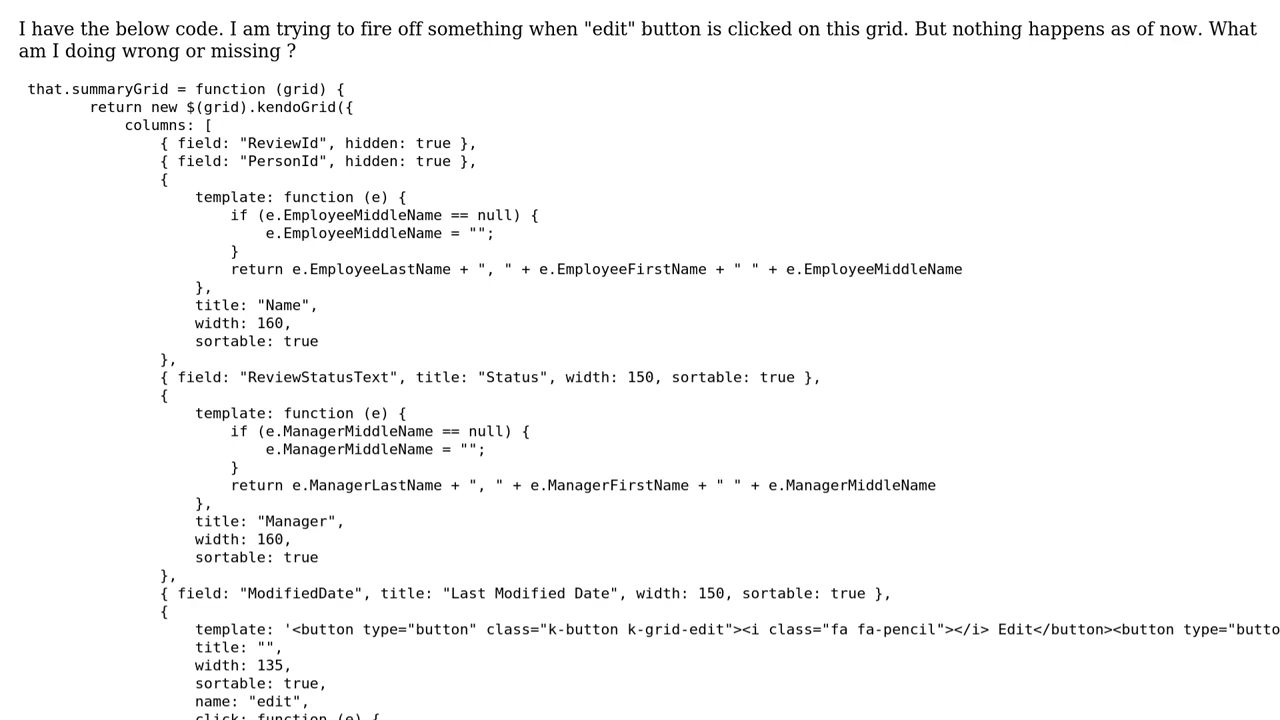 I have the below code. I am trying to fire off something when "edit" button is clicked on this grid. But nothing happens as of now. What
am I doing wrong or missing ?
that.summaryGrid = function (grid) {
return new $(grid).kendoGrid({
columns: [
{ field: "ReviewId", hidden: true },
{ field: "PersonId", hidden: true },
{
template: function (e) {
if (e.EmployeeMiddleName == null) {
e.EmployeeMiddleName = "";
}
return e.EmployeeLastName + ", " + e.EmployeeFirstName + " " + e.EmployeeMiddleName
},
title: "Name",
width: 160,
sortable: true
},
{ field: "ReviewStatusText", title: "Status", width: 150, sortable: true },
{
template: function (e) {
if (e.ManagerMiddleName == null) {
e.ManagerMiddleName = "";
}
return e.ManagerLastName + ", " + e.ManagerFirstName + " " + e.ManagerMiddleName
},
title: "Manager",
width: 160,
sortable: true
},
{ field: "ModifiedDate", title: "Last Modified Date", width: 150, sortable: true },
{
template: '<button type="button" class="k-button k-grid-edit"><i class="fa fa-pencil"></i> Edit</button><button type="butto
title: "",
width: 135,
sortable: true,
name: "edit",
click: function (e) {